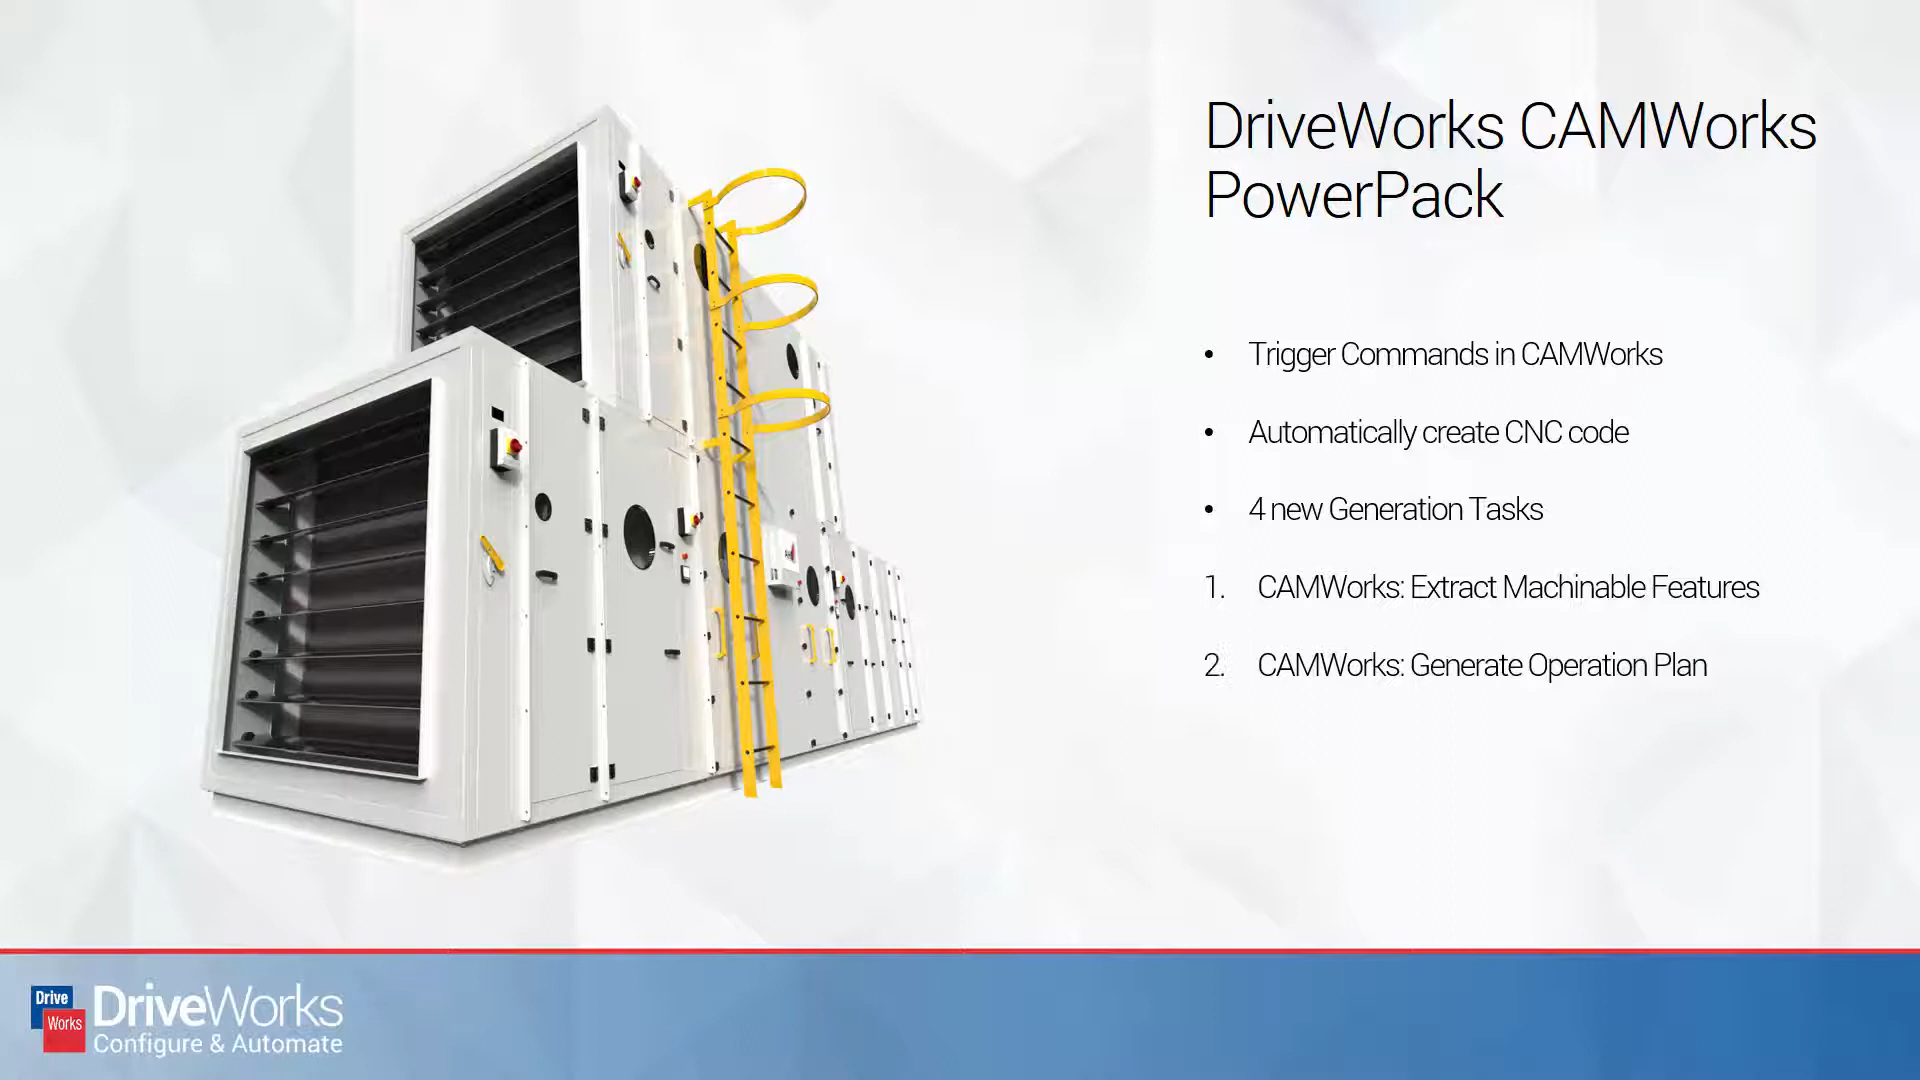 DriveWorks CAMWorks
PowerPack
• Trigger Commands in CAMWorks
• Automatically create CNC code
• 4 new Generation Tasks
1. CAMWorks: Extract Machinable Features
2. CAMWorks: Generate Operation Plan
Drive
Works
DriveWorks
Configure & Automate